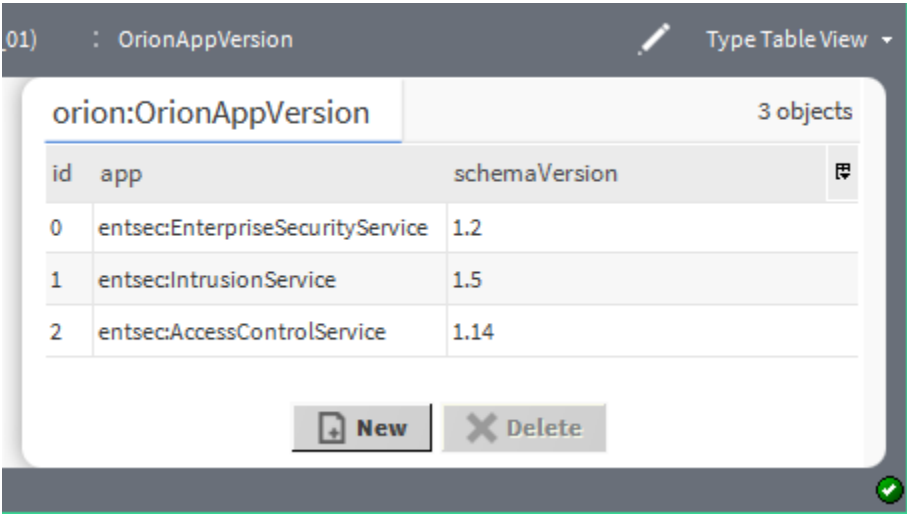 _01) : OrionAppVersion Type Table View
orion:OrionAppVersion 3 objects
id app schemaVersion
0 entsec:EnterpriseSecurityService 1.2
1 entsec:IntrusionService 1.5
2 entsec:AccessControlService 1.14
New Delete